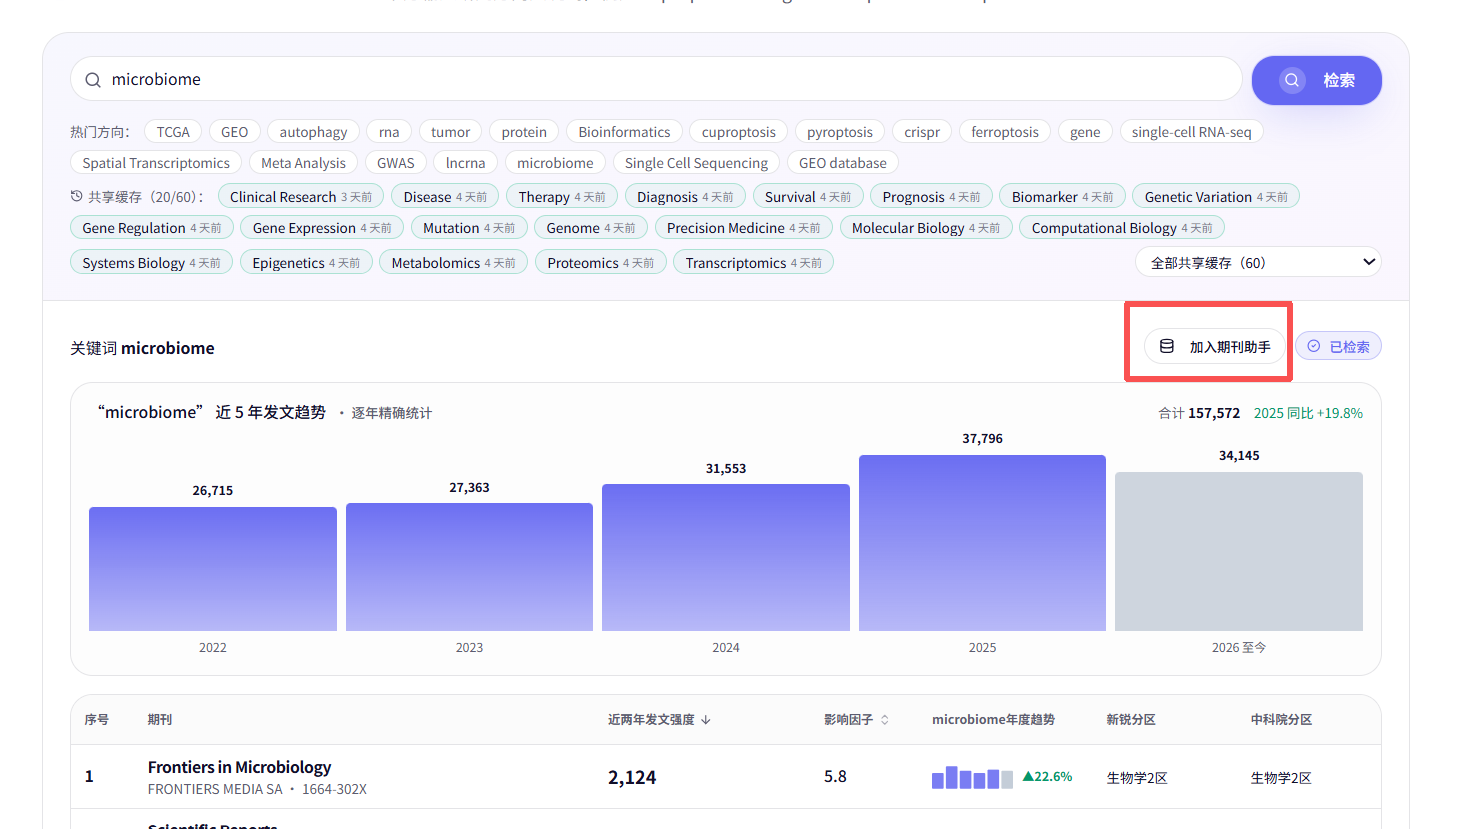 microbiome
检索
热门方向： TCGA GEO autophagy rna tumor protein Bioinformatics cuproptosis pyroptosis crispr ferroptosis gene single-cell RNA-seq
Spatial Transcriptomics Meta Analysis GWAS lncrna microbiome Single Cell Sequencing GEO database
共享缓存（20/60）： Clinical Research 3 天前 Disease 4 天前 Therapy 4 天前 Diagnosis 4 天前 Survival 4 天前 Prognosis 4 天前 Biomarker 4 天前 Genetic Variation 4 天前
Gene Regulation 4 天前 Gene Expression 4 天前 Mutation 4 天前 Genome 4 天前 Precision Medicine 4 天前 Molecular Biology 4 天前 Computational Biology 4 天前
Systems Biology 4 天前 Epigenetics 4 天前 Metabolomics 4 天前 Proteomics 4 天前 Transcriptomics 4 天前 全部共享缓存（60）
关键词 microbiome 加入期刊助手 已检索
“microbiome” 近 5 年发文趋势 · 逐年精确统计 合计 157,572 2025 同比 +19.8%
26,715 27,363 31,553 37,796 34,145
2022 2023 2024 2025 2026 至今
序号 期刊 近两年发文强度 影响因子 microbiome年度趋势 新锐分区 中科院分区
1 Frontiers in Microbiology 2,124 5.8 ▲22.6% 生物学2区 生物学2区
FRONTIERS MEDIA SA · 1664-302X
Scientific Reports